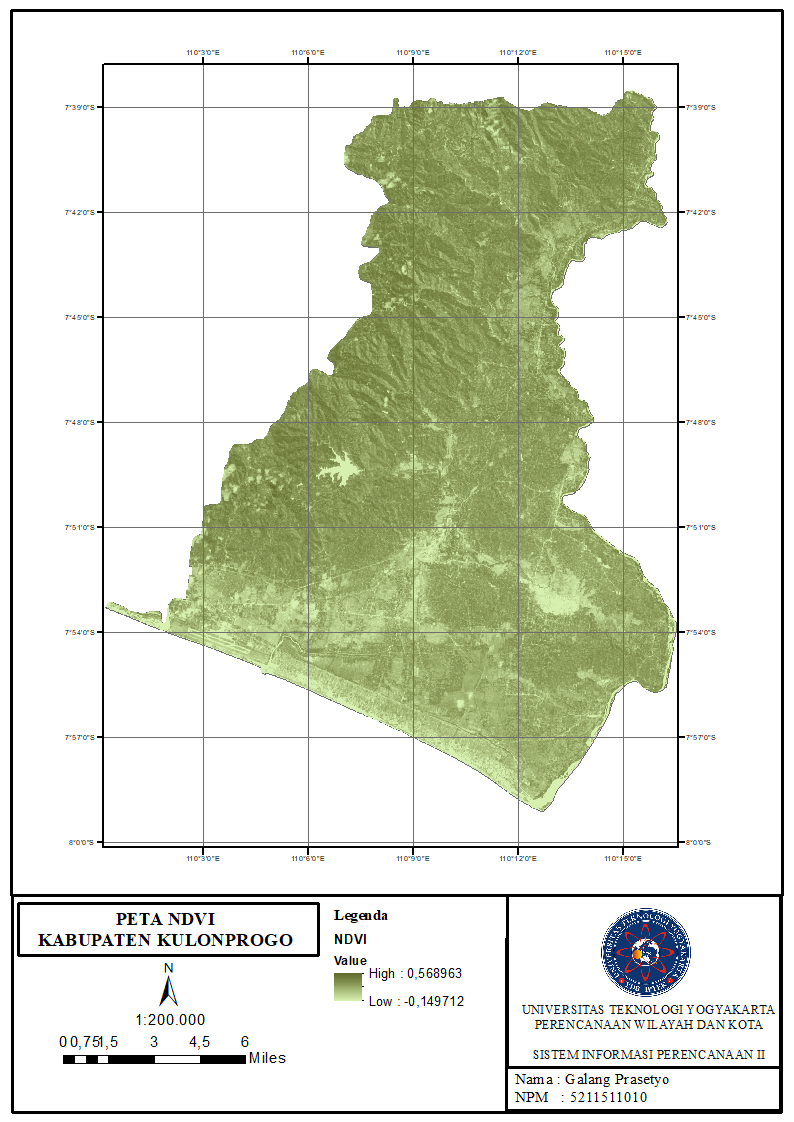 110°3'0"E 110°6'0"E 110°9'0"E 110°12'0"E 110°15'0"E
7°39'0"S 7°39'0"S
7°42'0"S 7°42'0"S
7°45'0"S 7°45'0"S
7°48'0"S 7°48'0"S
7°51'0"S 7°51'0"S
7°54'0"S 7°54'0"S
7°57'0"S 7°57'0"S
8°0'0"S 8°0'0"S
110°3'0"E 110°6'0"E 110°9'0"E 110°12'0"E 110°15'0"E
PETA NDVI
KABUPATEN KULONPROGO
N
1:200.000
0 0,75 1,5 3 4,5 6
Miles
Legenda
NDVI
Value
High : 0,568963
Low : -0,149712
UNIVERSITAS TEKNOLOGI YOGYAKARTA
UNIVERSITAS TEKNOLOGI YOGYAKARTA
PERENCANAAN WILAYAH DAN KOTA
SISTEM INFORMASI PERENCANAAN II
Nama : Galang Prasetyo
NPM : 5211511010